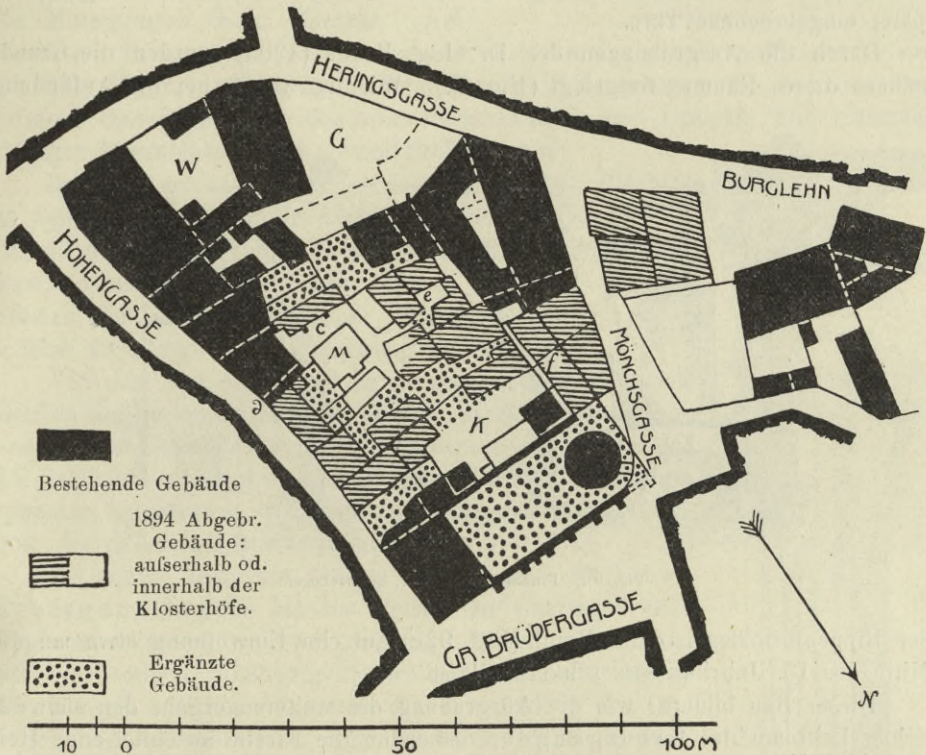 HERINGSGASSE
BURGLEHN
HOHENGASSE
MÖNCHSGASSE
GR. BRÜDERGASSE
W
G
e
c
M
K
f
d
Bestehende Gebäude
1894 Abgebr.
Gebäude:
außerhalb od.
innerhalb der
Klosterhöfe.
Ergänzte
Gebäude.
N
10 0 50 100 M